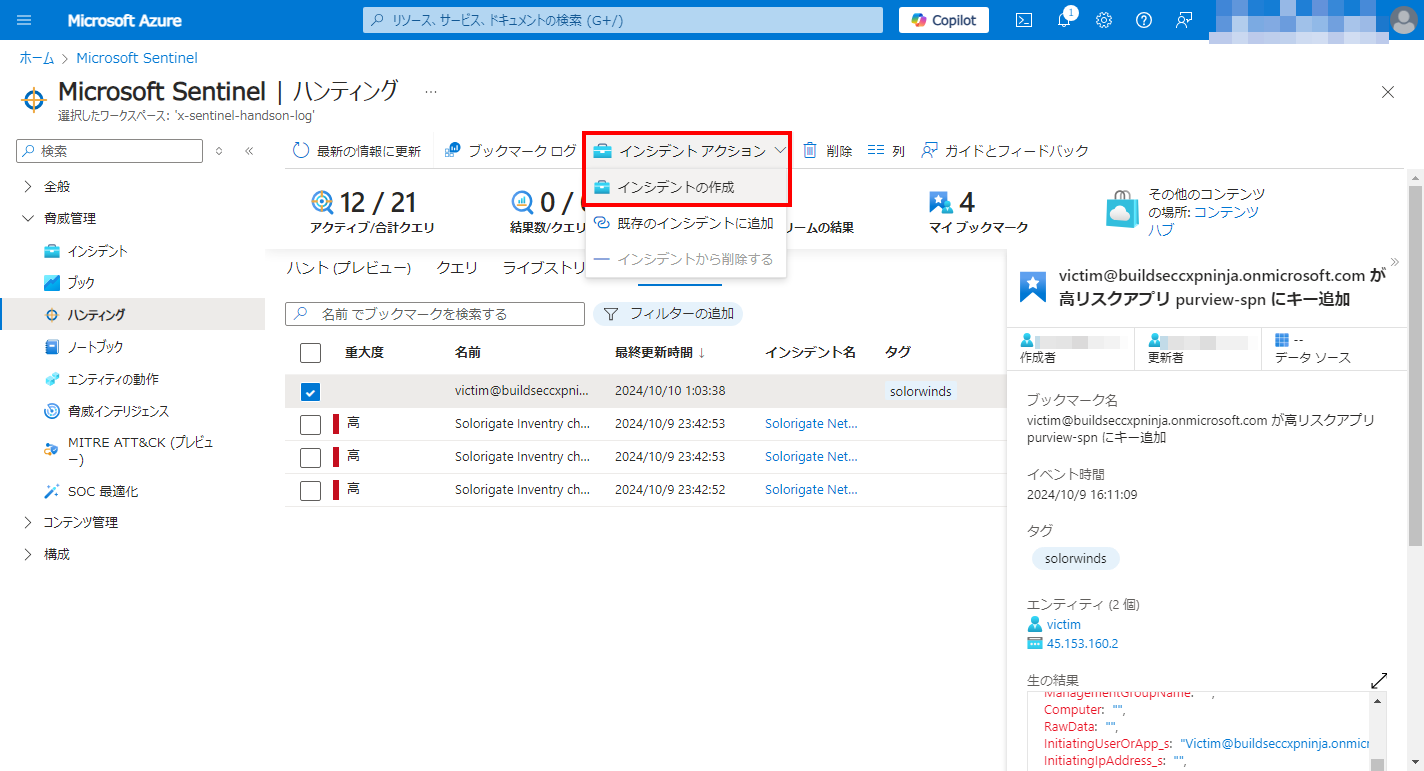 Microsoft Azure
リソース、サービス、ドキュメントの検索 (G+/)
Copilot
1
ホーム > Microsoft Sentinel
Microsoft Sentinel | ハンティング ...
選択したワークスペース: 'x-sentinel-handson-log'
検索
全般
脅威管理
インシデント
ブック
ハンティング
ノートブック
エンティティの動作
脅威インテリジェンス
MITRE ATT&CK (プレビュ
ー)
SOC 最適化
コンテンツ管理
構成
最新の情報に更新
ブックマーク ログ
インシデント アクション
削除
列
ガイドとフィードバック
インシデントの作成
既存のインシデントに追加
インシデントから削除する
12 / 21
アクティブ/合計クエリ
0 /
結果数/クエリ
ームの結果
4
マイ ブックマーク
その他のコンテンツ
の場所: コンテンツ
ハブ
ハント (プレビュー)
クエリ
ライブストリ
名前 でブックマークを検索する
フィルターの追加
重大度 名前 最終更新時間 ↓ インシデント名 タグ
victim@buildseccxpni... 2024/10/10 1:03:38 solorwinds
高 Solorigate Inventry ch... 2024/10/9 23:42:53 Solorigate Net...
高 Solorigate Inventry ch... 2024/10/9 23:42:53 Solorigate Net...
高 Solorigate Inventry ch... 2024/10/9 23:42:52 Solorigate Net...
victim@buildseccxpninja.onmicrosoft.com が
高リスクアプリ purview-spn にキー追加
作成者
更新者
--
データ ソース
ブックマーク名
victim@buildseccxpninja.onmicrosoft.com が高リスクアプリ
purview-spn にキー追加
イベント時間
2024/10/9 16:11:09
タグ
solorwinds
エンティティ (2 個)
victim
45.153.160.2
生の結果
ManagementGroupName: "",
Computer: "",
RawData: "",
InitiatingUserOrApp_s: "Victim@buildseccxpninja.onmicr
InitiatingIpAddress_s: "",